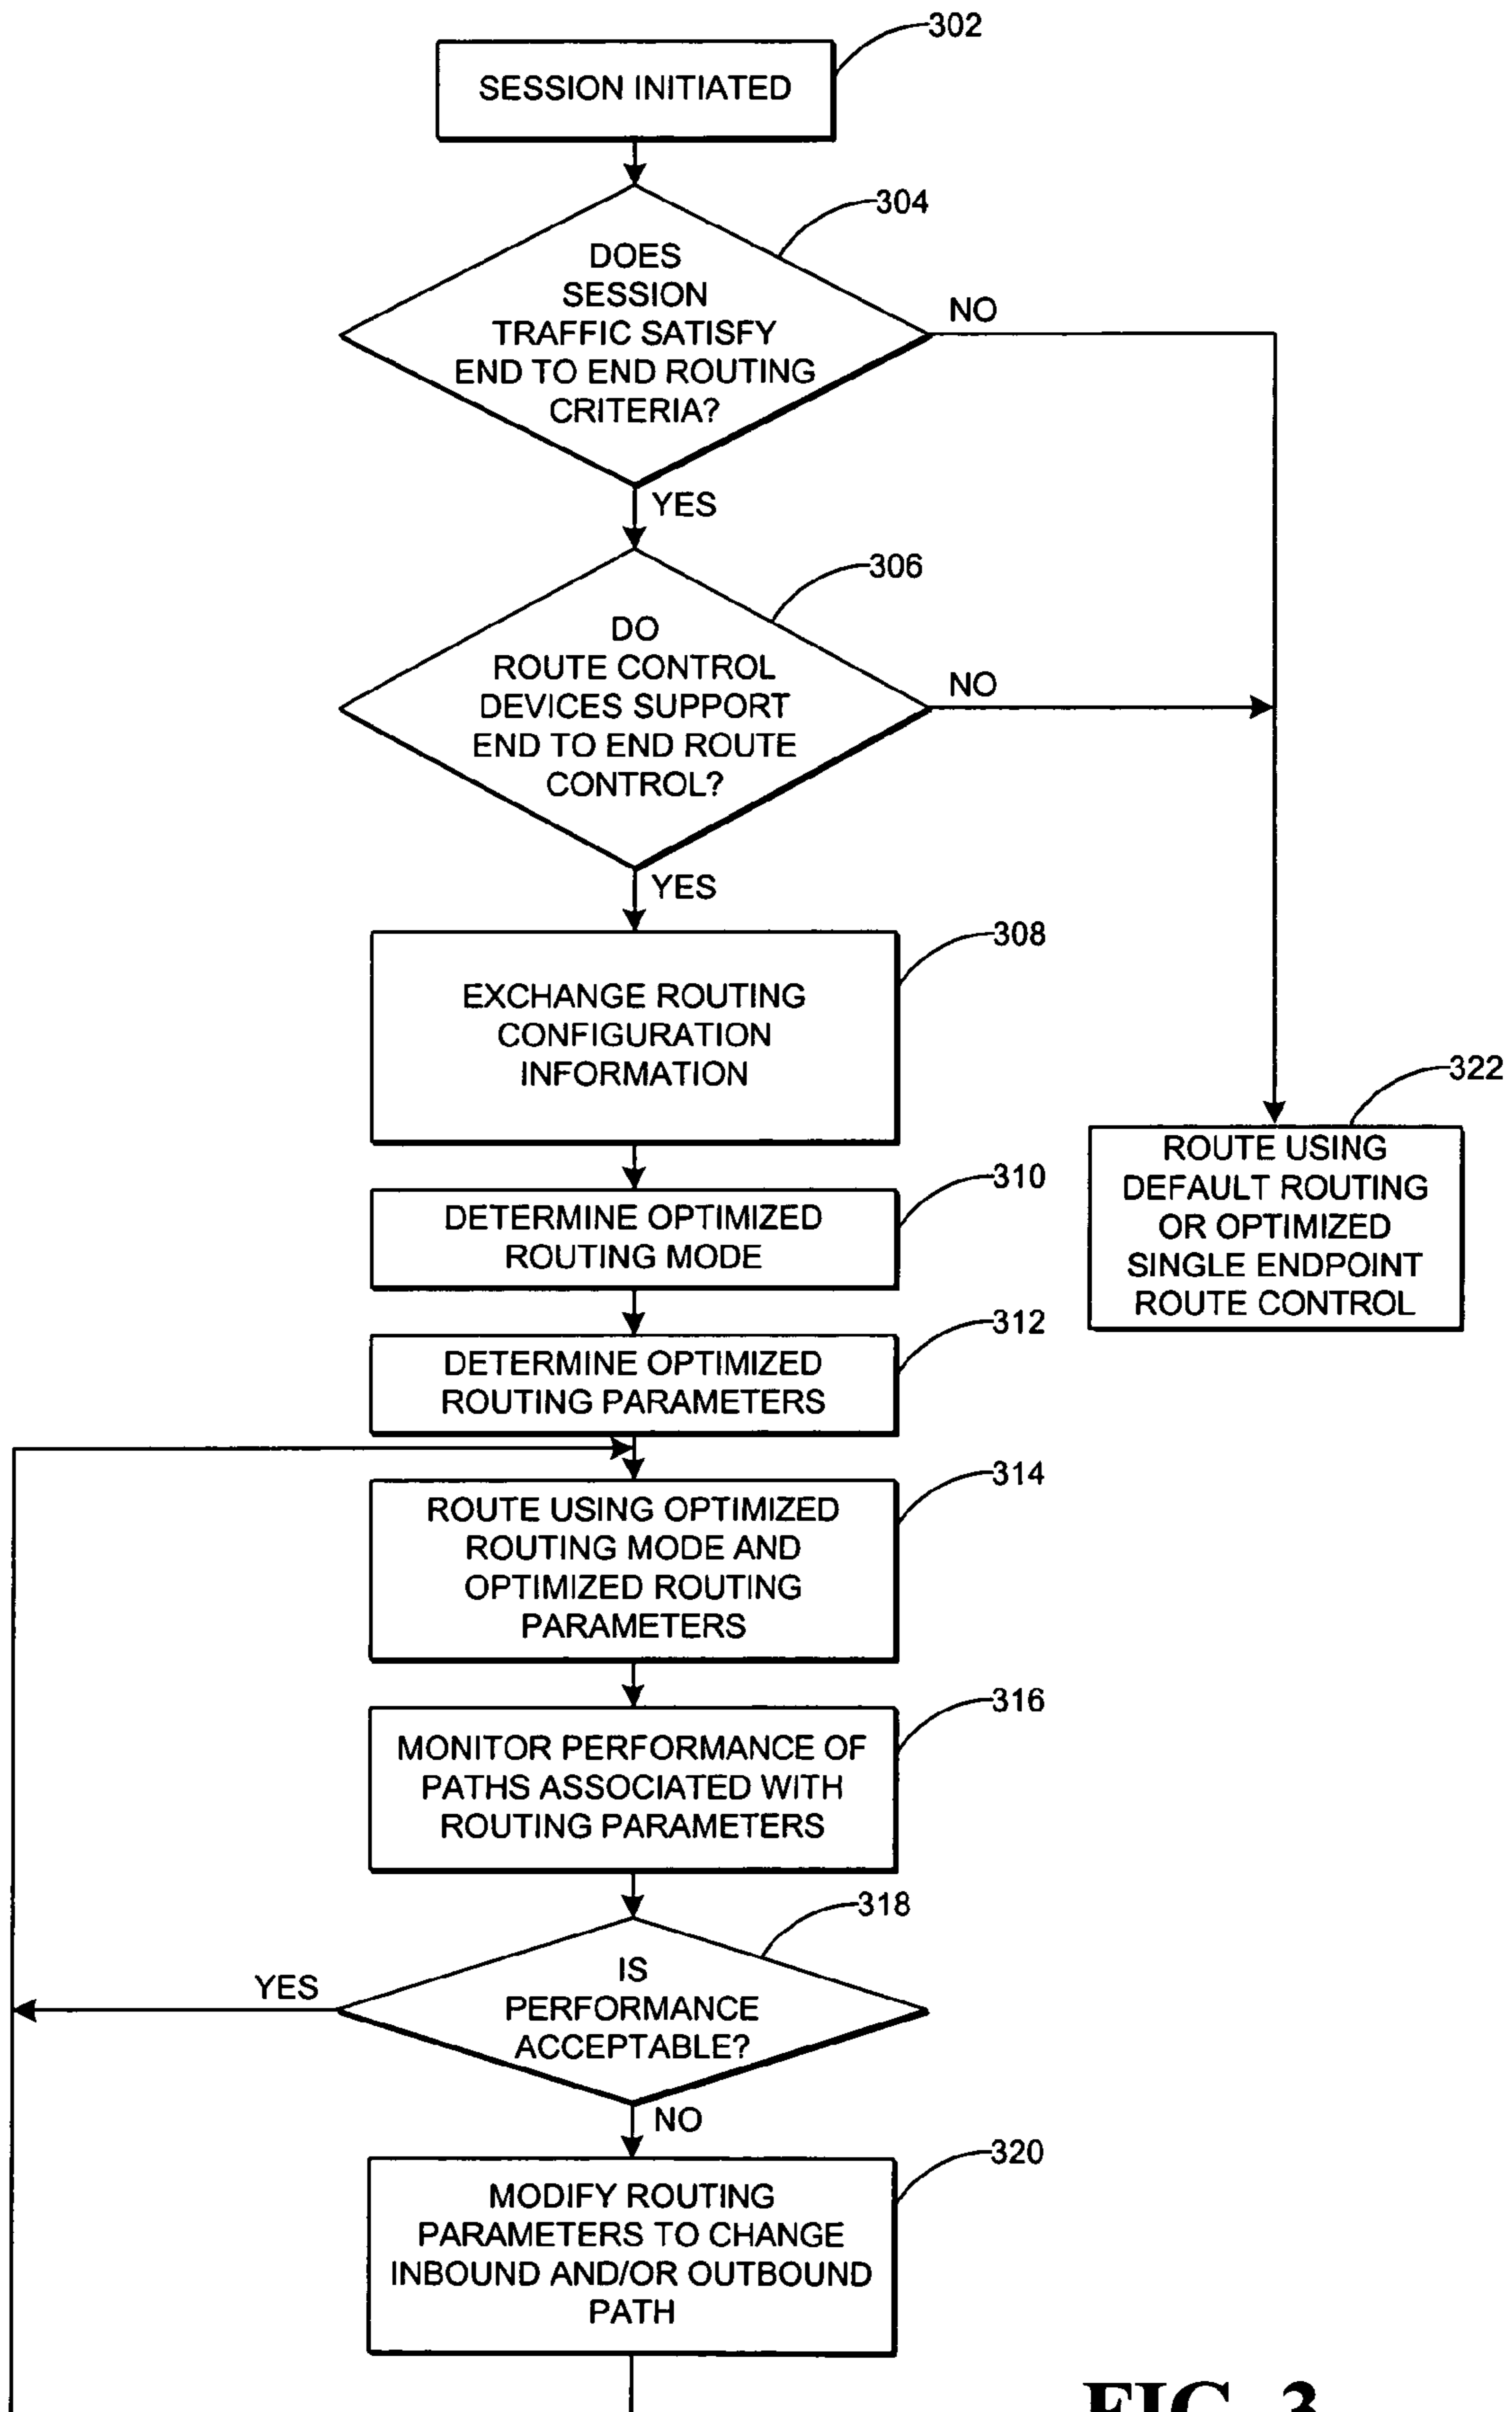 302
SESSION INITIATED
304
DOES
SESSION
TRAFFIC SATISFY
END TO END ROUTING
CRITERIA?
NO
YES
306
DO
ROUTE CONTROL
DEVICES SUPPORT
END TO END ROUTE
CONTROL?
NO
YES
308
EXCHANGE ROUTING
CONFIGURATION
INFORMATION
322
ROUTE USING
DEFAULT ROUTING
OR OPTIMIZED
SINGLE ENDPOINT
ROUTE CONTROL
310
DETERMINE OPTIMIZED
ROUTING MODE
312
DETERMINE OPTIMIZED
ROUTING PARAMETERS
314
ROUTE USING OPTIMIZED
ROUTING MODE AND
OPTIMIZED ROUTING
PARAMETERS
316
MONITOR PERFORMANCE OF
PATHS ASSOCIATED WITH
ROUTING PARAMETERS
318
IS
PERFORMANCE
ACCEPTABLE?
YES
NO
320
MODIFY ROUTING
PARAMETERS TO CHANGE
INBOUND AND/OR OUTBOUND
PATH
FIG. 3